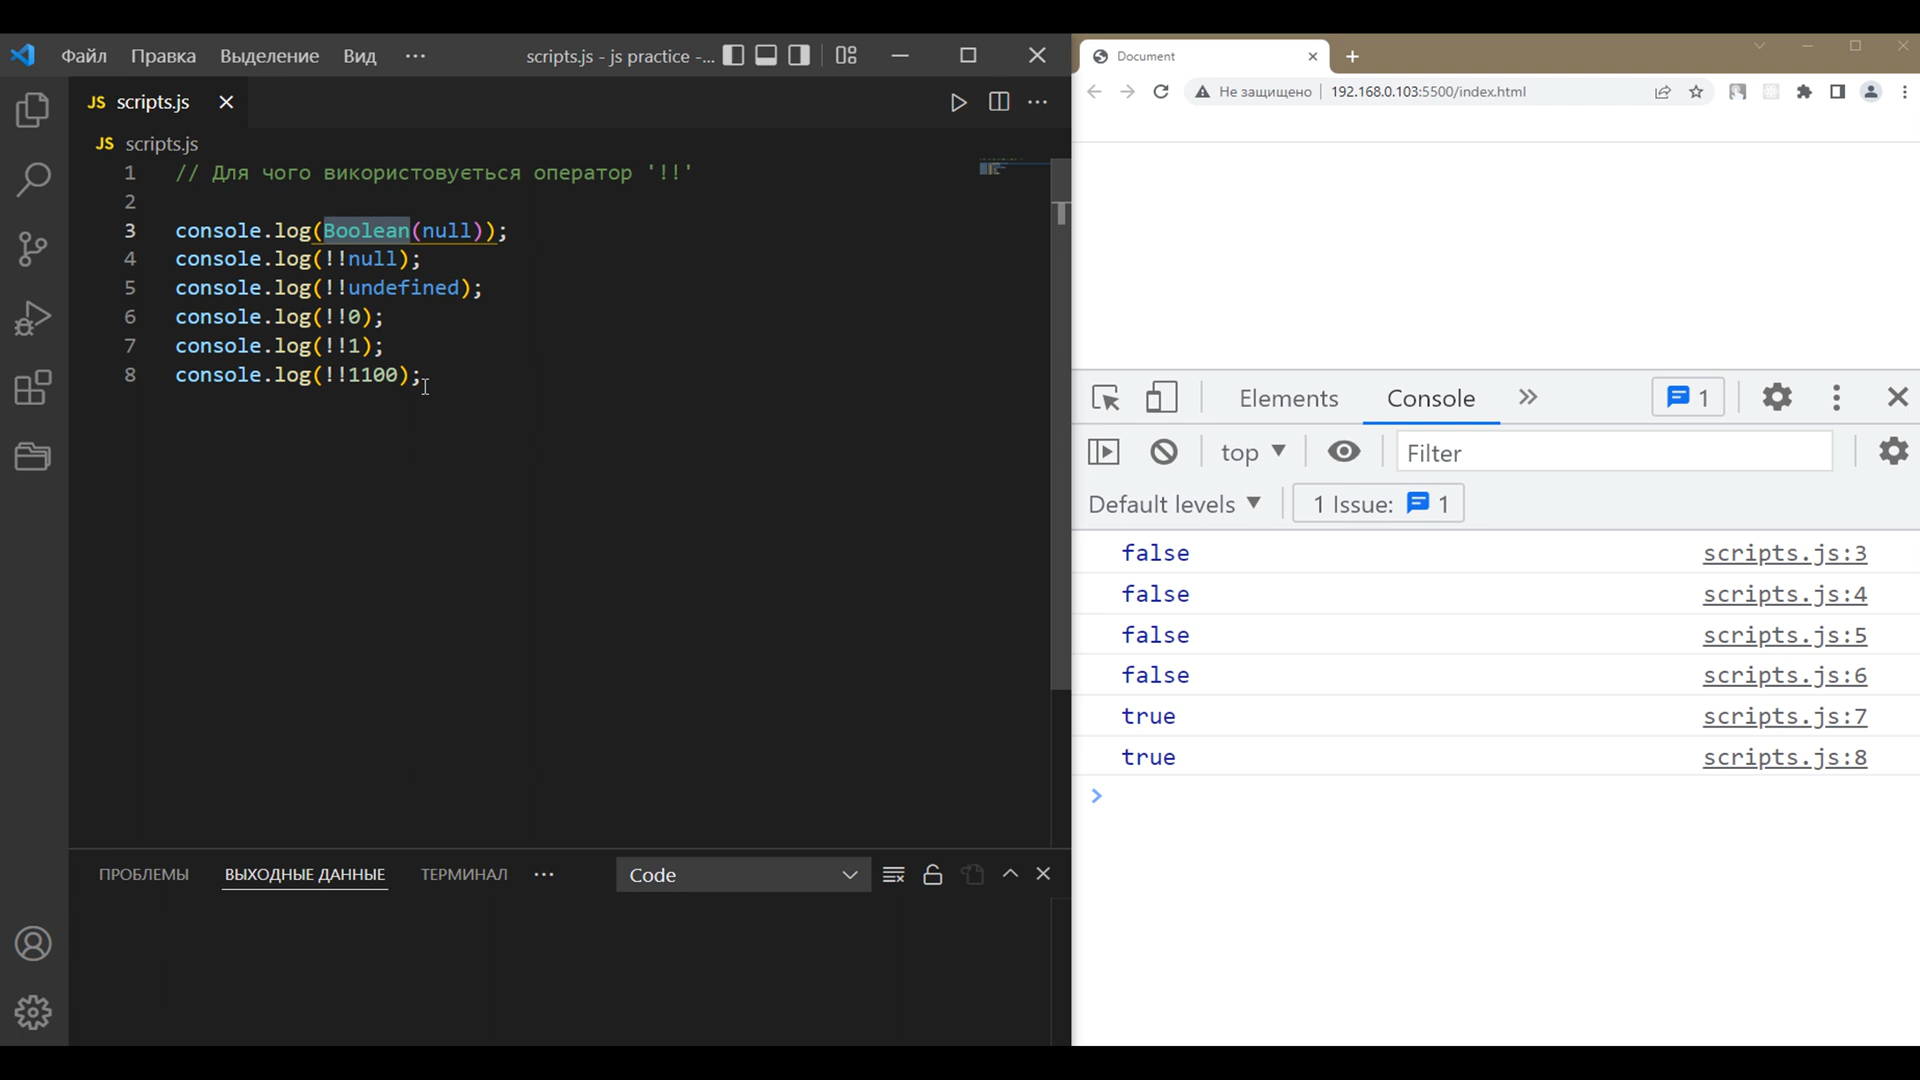 Файл Правка Выделение Вид ··· scripts.js - js practice -...
JS scripts.js
JS scripts.js
1 // Для чого використовується оператор '!!'
2
3 console.log(Boolean(null));
4 console.log(!!null);
5 console.log(!!undefined);
6 console.log(!!0);
7 console.log(!!1);
8 console.log(!!1100);
ПРОБЛЕМЫ ВЫХОДНЫЕ ДАННЫЕ ТЕРМИНАЛ ··· Code
Document
Не защищено 192.168.0.103:5500/index.html
Elements Console » 1
top Filter
Default levels 1 Issue: 1
false scripts.js:3
false scripts.js:4
false scripts.js:5
false scripts.js:6
true scripts.js:7
true scripts.js:8